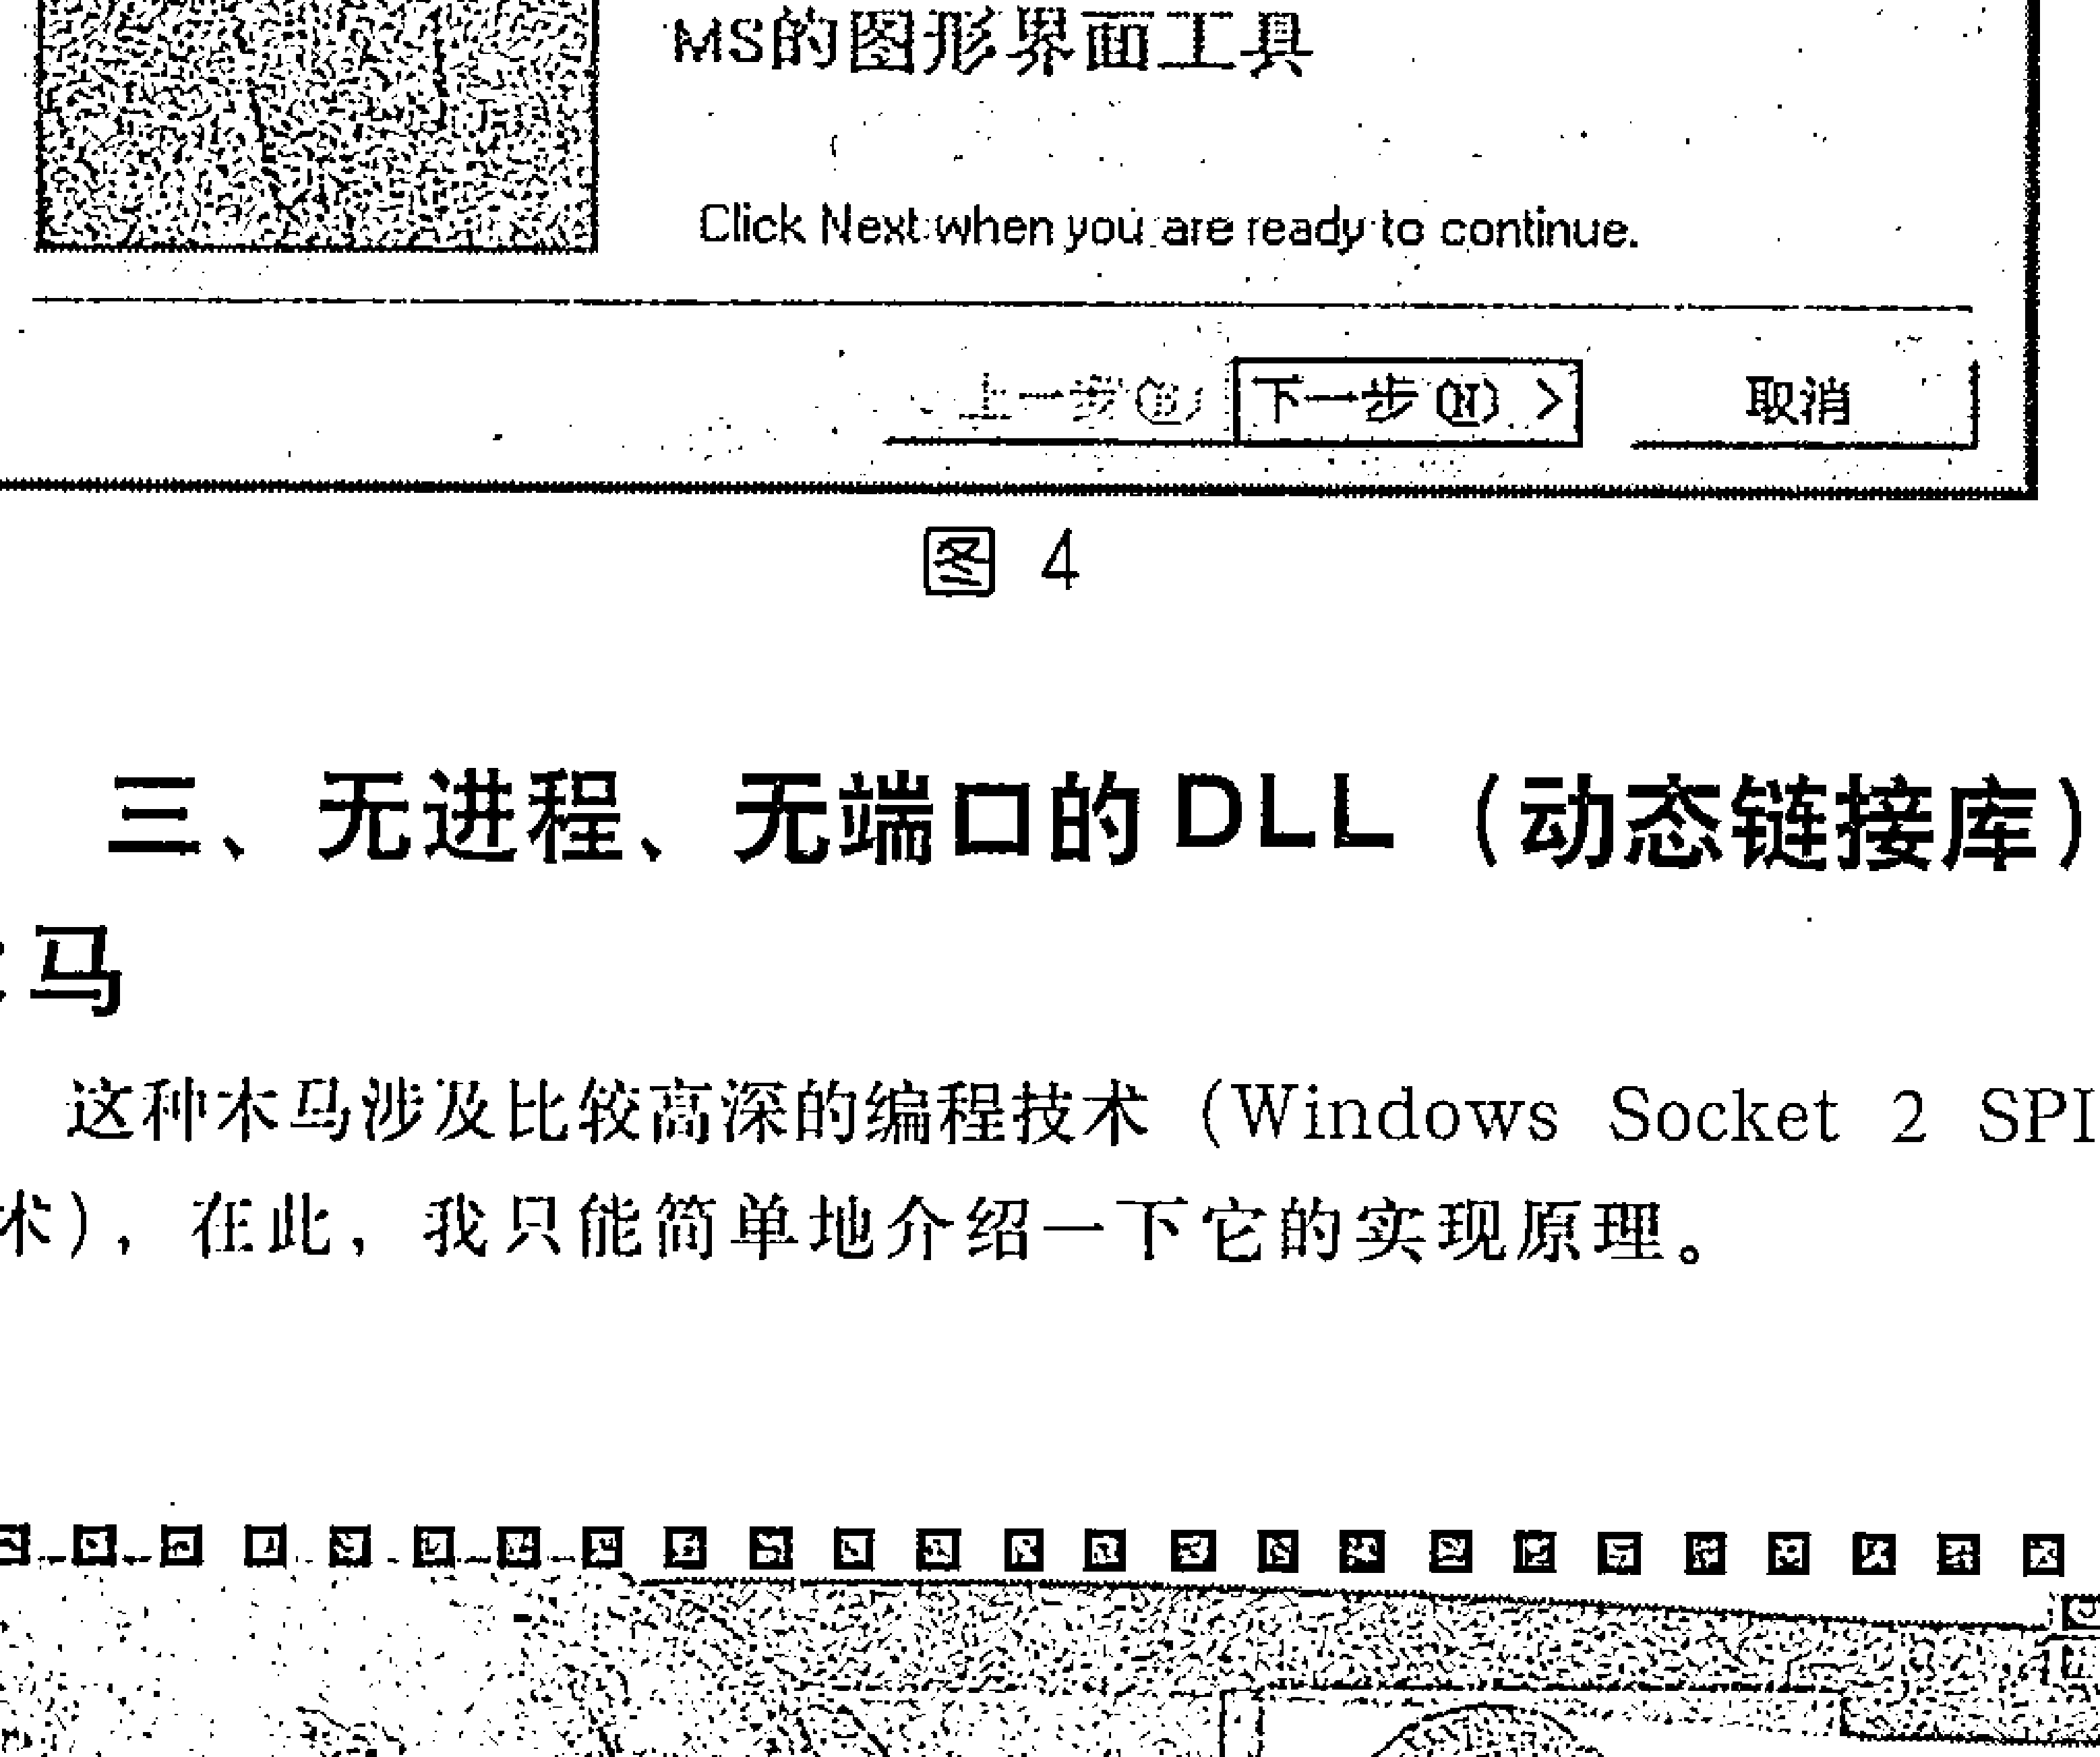 MS的图形界面工具
Click Next when you are ready to continue.
上一步(B) 下一步(N) > 取消
图 4
三、无进程、无端口的DLL（动态链接库）
马
这种木马涉及比较高深的编程技术（Windows Socket 2 SPI
术），在此，我只能简单地介绍一下它的实现原理。